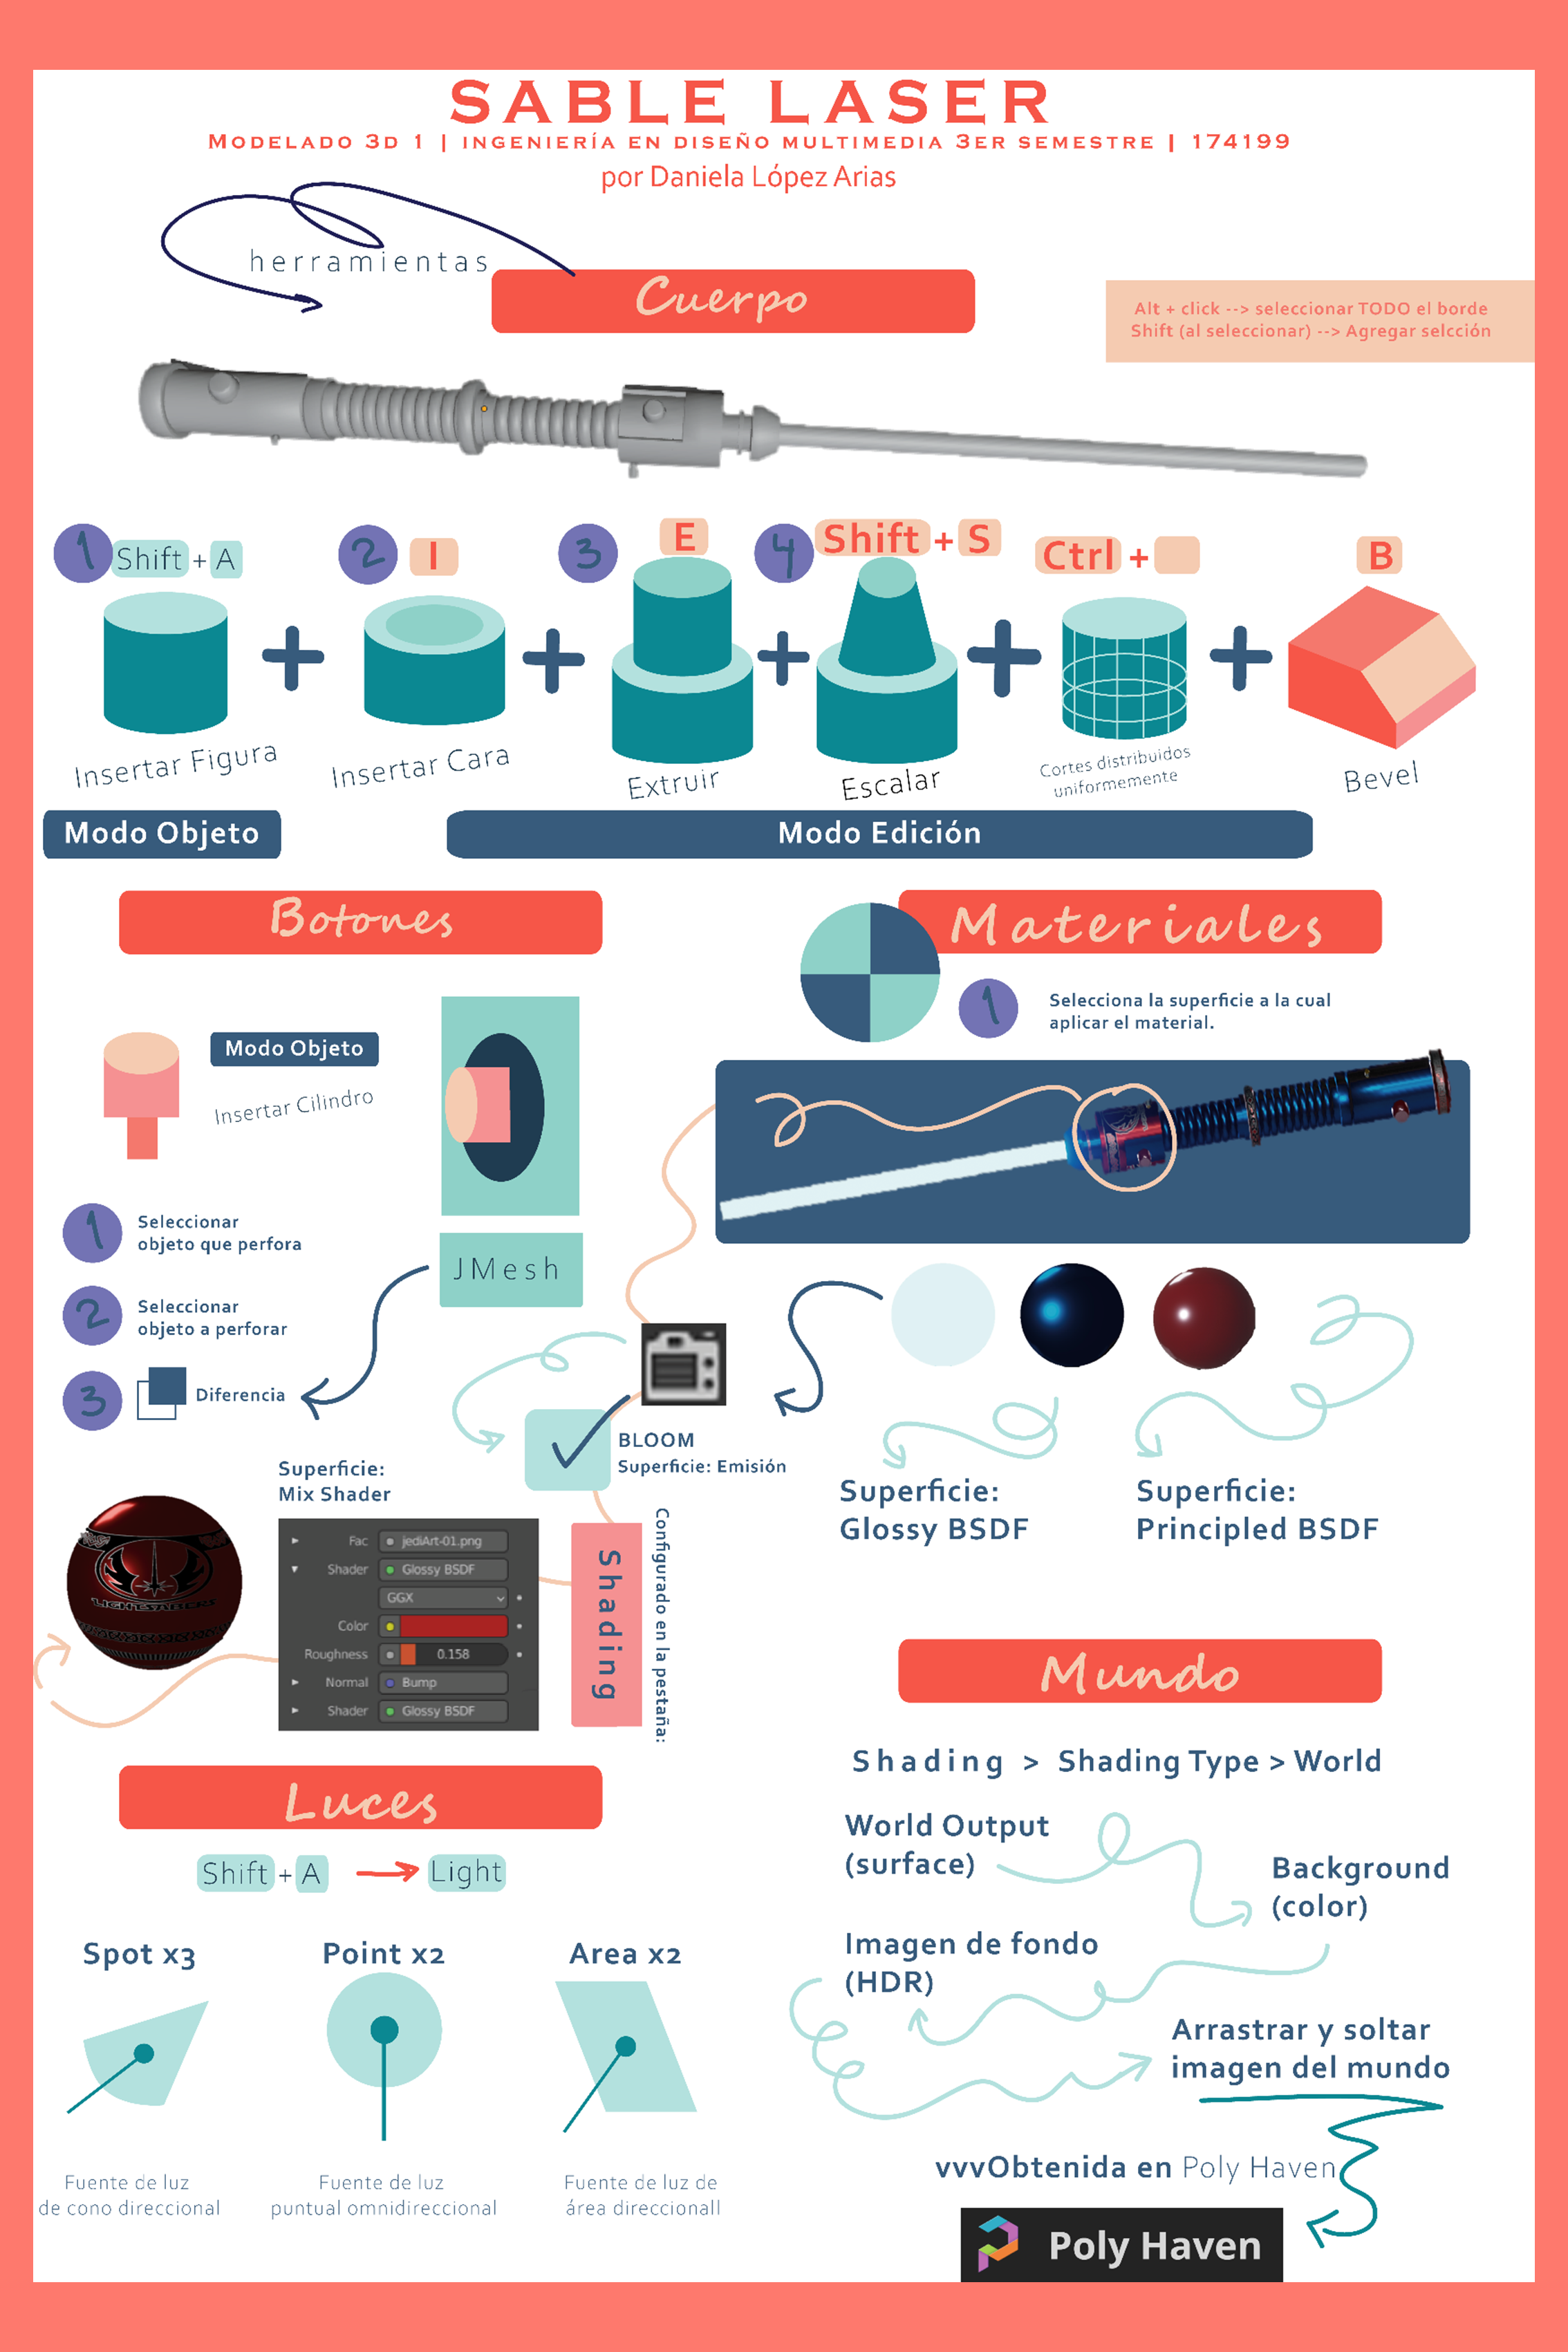 SABLE LASER
MODELADO 3D 1 | INGENIERÍA EN DISEÑO MULTIMEDIA 3ER SEMESTRE | 174199
por Daniela López Arias
herramientas
Cuerpo
Alt + click --> seleccionar TODO el borde
Shift (al seleccionar) --> Agregar selcción
1 Shift + A
2 I
3 E
4 Shift + S
Ctrl +
B
Insertar Figura
Insertar Cara
Extruir
Escalar
Cortes distribuidos
uniformemente
Bevel
Modo Objeto
Modo Edición
Botones
Modo Objeto
Insertar Cilindro
1 Seleccionar
objeto que perfora
2 Seleccionar
objeto a perforar
3 Diferencia
JMesh
Materiales
1 Selecciona la superficie a la cual
aplicar el material.
BLOOM
Superficie: Emisión
Superficie:
Glossy BSDF
Superficie:
Principled BSDF
Superficie:
Mix Shader
LIGHTSABERS
Fac jediArt-01.png
Shader Glossy BSDF
GGX
Color
Roughness 0.158
Normal Bump
Shader Glossy BSDF
Shading
Configurado en la pestaña:
Luces
Shift + A Light
Spot x3
Point x2
Area x2
Fuente de luz
de cono direccional
Fuente de luz
puntual omnidireccional
Fuente de luz de
área direccionall
Mundo
Shading > Shading Type > World
World Output
(surface)
Background
(color)
Imagen de fondo
(HDR)
Arrastrar y soltar
imagen del mundo
vvvObtenida en Poly Haven
Poly Haven